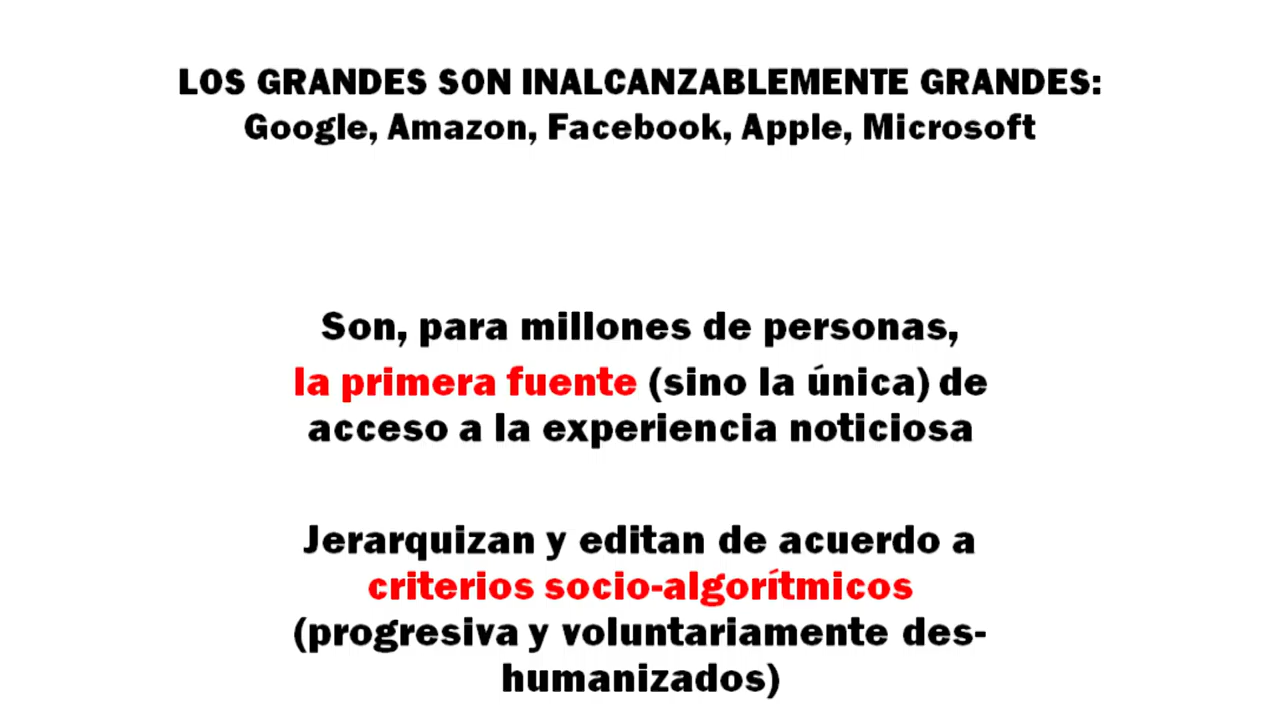 LOS GRANDES SON INALCANZABLEMENTE GRANDES:
Google, Amazon, Facebook, Apple, Microsoft
Son, para millones de personas,
la primera fuente (sino la única) de
acceso a la experiencia noticiosa
Jerarquizan y editan de acuerdo a
criterios socio-algorítmicos
(progresiva y voluntariamente des-
humanizados)